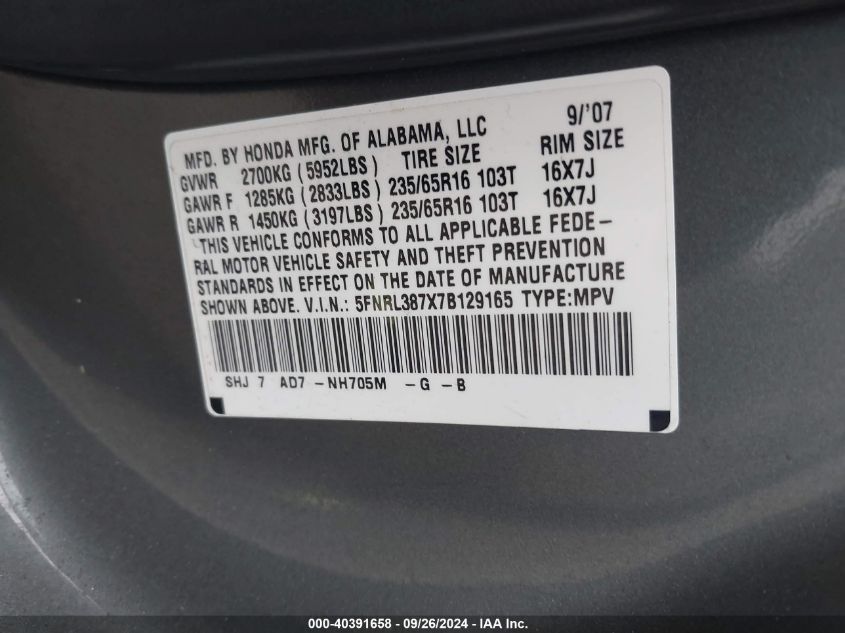 9/'07
MFD. BY HONDA MFG. OF ALABAMA, LLC
GVWR 2700KG (5952LBS) TIRE SIZE RIM SIZE
GAWR F 1285KG (2833LBS) 235/65R16 103T 16X7J
GAWR R 1450KG (3197LBS) 235/65R16 103T 16X7J
THIS VEHICLE CONFORMS TO ALL APPLICABLE FEDE-
RAL MOTOR VEHICLE SAFETY AND THEFT PREVENTION
STANDARDS IN EFFECT ON THE DATE OF MANUFACTURE
SHOWN ABOVE. V.I.N.: 5FNRL387X7B129165 TYPE:MPV
SHJ 7 AD7 -NH705M -G -B
000-40391658 - 09/26/2024 - IAA Inc.